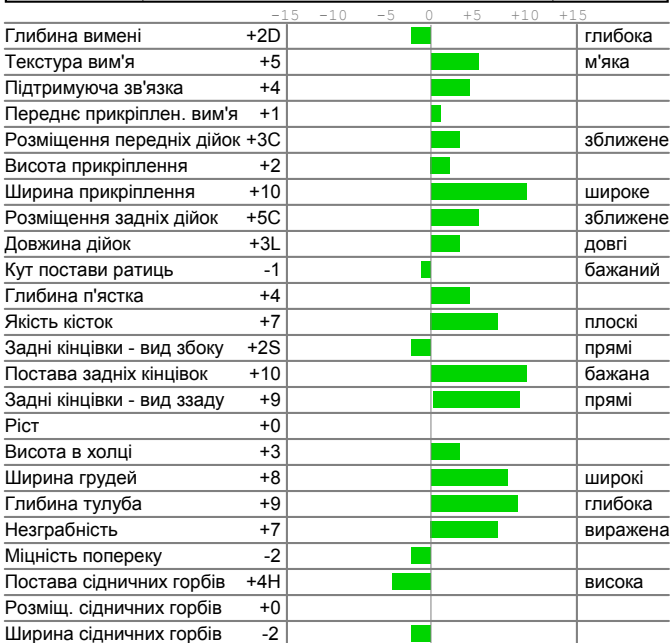 -15 -10 -5 0 +5 +10 +15
Глибина вимені +2D глибока
Текстура вим'я +5 м'яка
Підтримуюча зв'язка +4
Переднє прикріплен. вим'я +1
Розміщення передніх дійок +3C зближене
Висота прикріплення +2
Ширина прикріплення +10 широке
Розміщення задніх дійок +5C зближене
Довжина дійок +3L довгі
Кут постави ратиць -1 бажаний
Глибина п'ястка +4
Якість кісток +7 плоскі
Задні кінцівки - вид збоку +2S прямі
Постава задніх кінцівок +10 бажана
Задні кінцівки - вид ззаду +9 прямі
Ріст +0
Висота в холці +3
Ширина грудей +8 широкі
Глибина тулуба +9 глибока
Незграбність +7 виражена
Міцність попереку -2
Постава сідничних горбів +4H висока
Розміщ. сідничних горбів +0
Ширина сідничних горбів -2